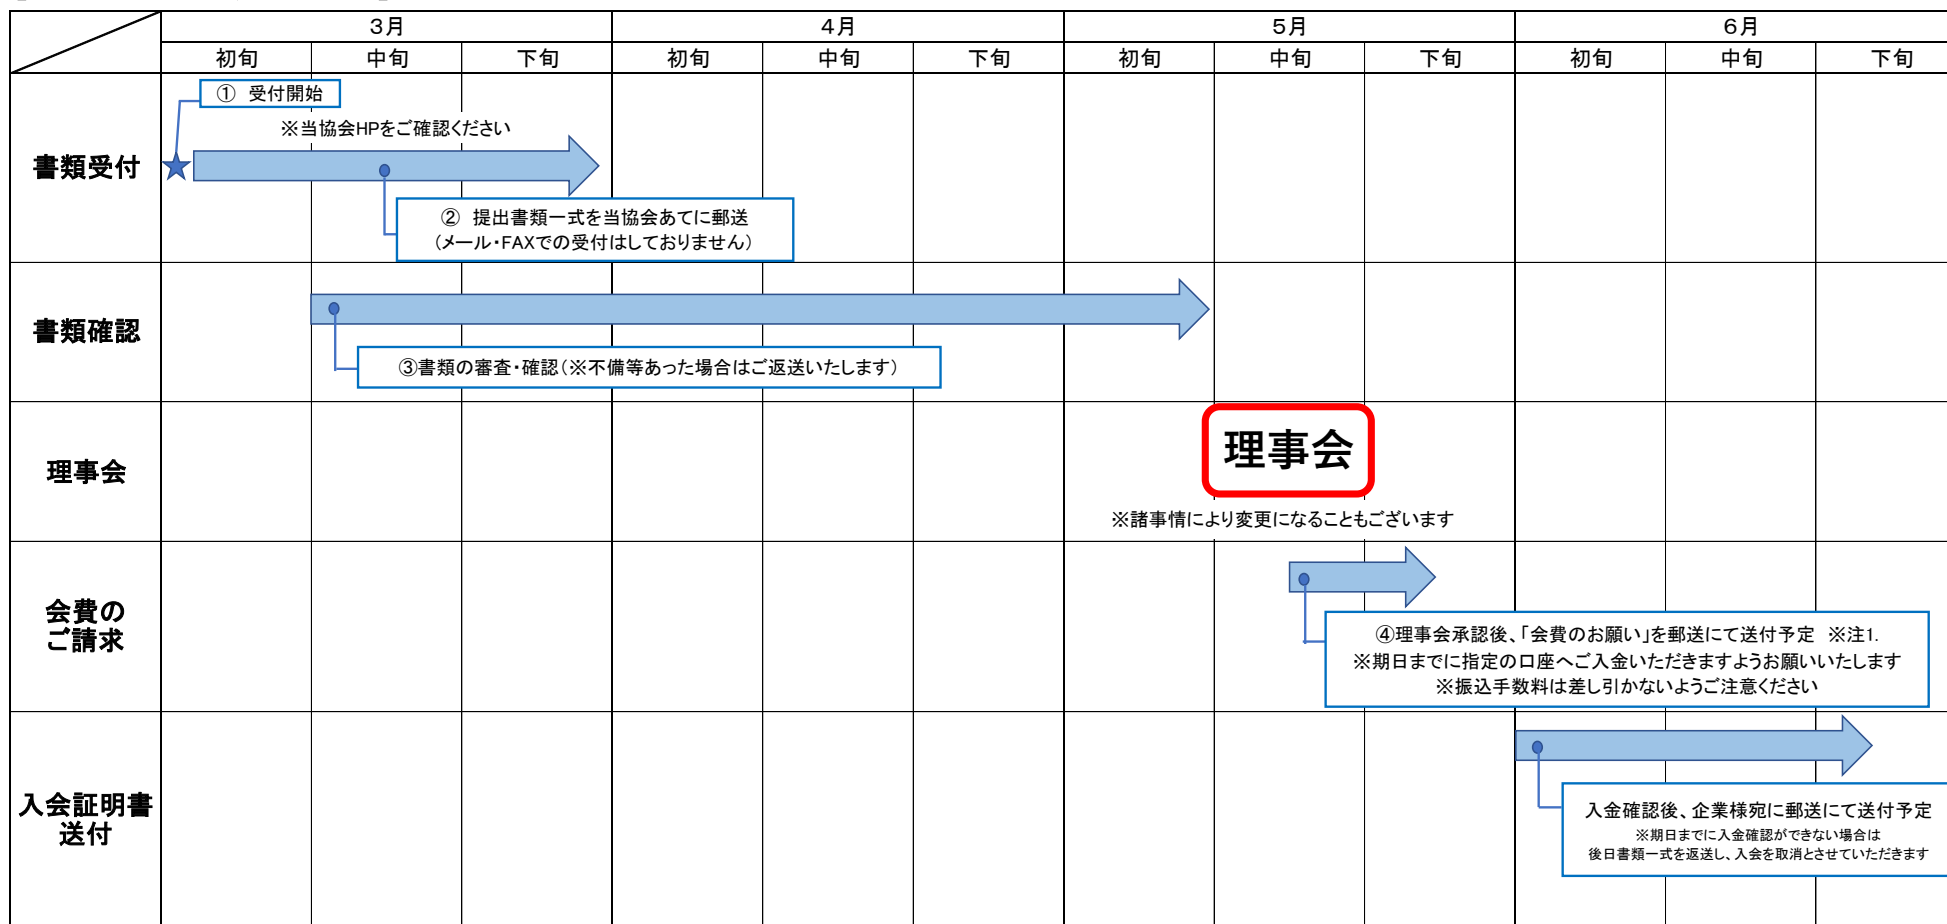 3月 4月 5月 6月
初旬 中旬 下旬 初旬 中旬 下旬 初旬 中旬 下旬 初旬 中旬 下旬
書類受付
① 受付開始
※当協会HPをご確認ください
② 提出書類一式を当協会あてに郵送
(メール・FAXでの受付はしておりません)
書類確認
③書類の審査・確認(※不備等あった場合はご返送いたします)
理事会
理事会
※諸事情により変更になることもございます
会費の
ご請求
④理事会承認後、「会費のお願い」を郵送にて送付予定 ※注1.
※期日までに指定の口座へご入金いただきますようお願いいたします
※振込手数料は差し引かないようご注意ください
入会証明書
送付
入金確認後、企業様宛に郵送にて送付予定
※期日までに入金確認ができない場合は
後日書類一式を返送し、入会を取消とさせていただきます